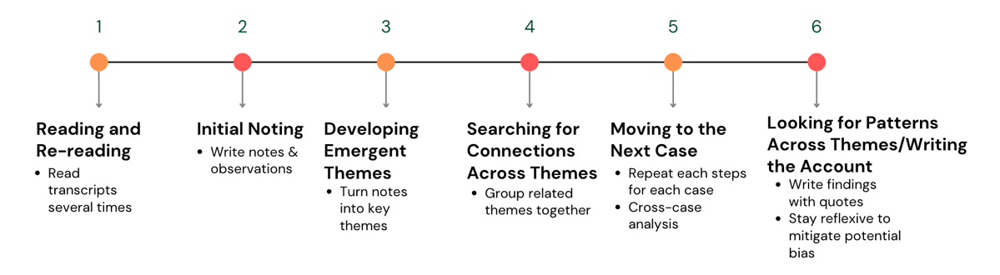 1
2
3
4
5
6
Reading and
Re-reading
• Read
transcripts
several times
Initial Noting
• Write notes &
observations
Developing
Emergent
Themes
• Turn notes
into key
themes
Searching for
Connections
Across Themes
• Group related
themes together
Moving to the
Next Case
• Repeat each steps
for each case
• Cross-case
analysis
Looking for Patterns
Across Themes/Writing
the Account
• Write findings
with quotes
• Stay reflexive to
mitigate potential
bias